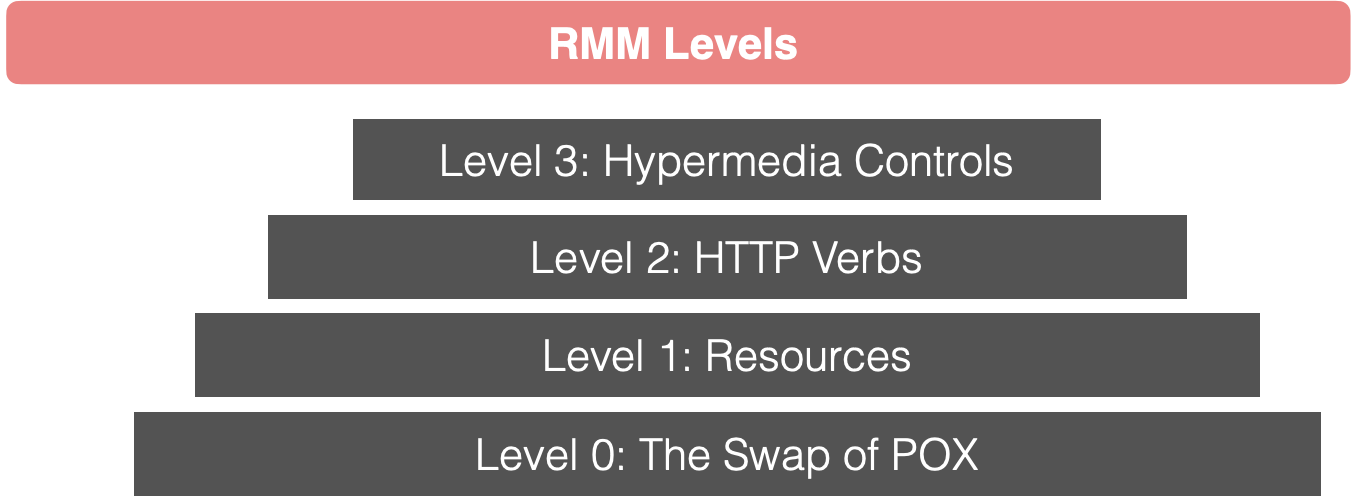 RMM Levels
Level 3: Hypermedia Controls
Level 2: HTTP Verbs
Level 1: Resources
Level 0: The Swap of POX